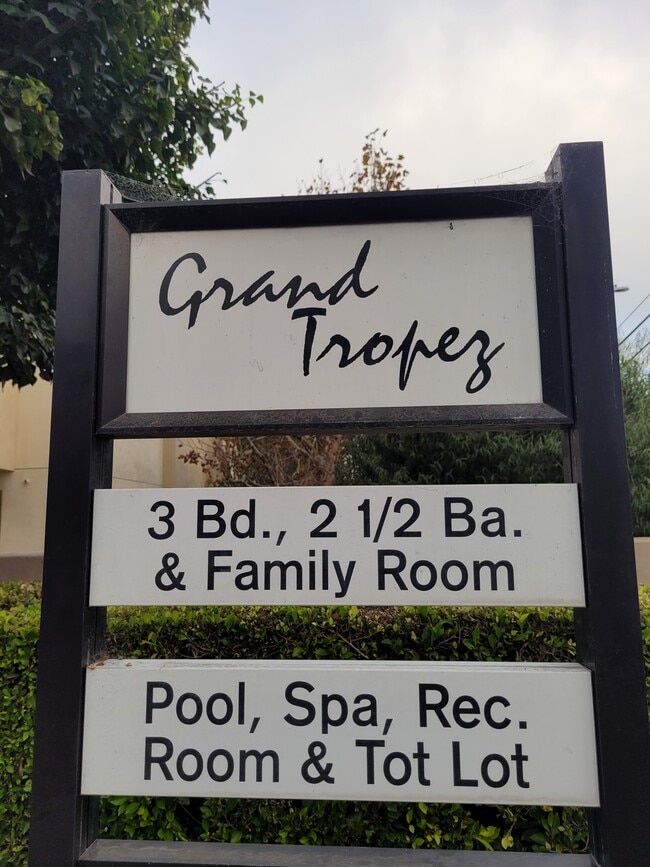 Grand
Tropez
3 Bd., 2 1/2 Ba.
& Family Room
Pool, Spa, Rec.
Room & Tot Lot